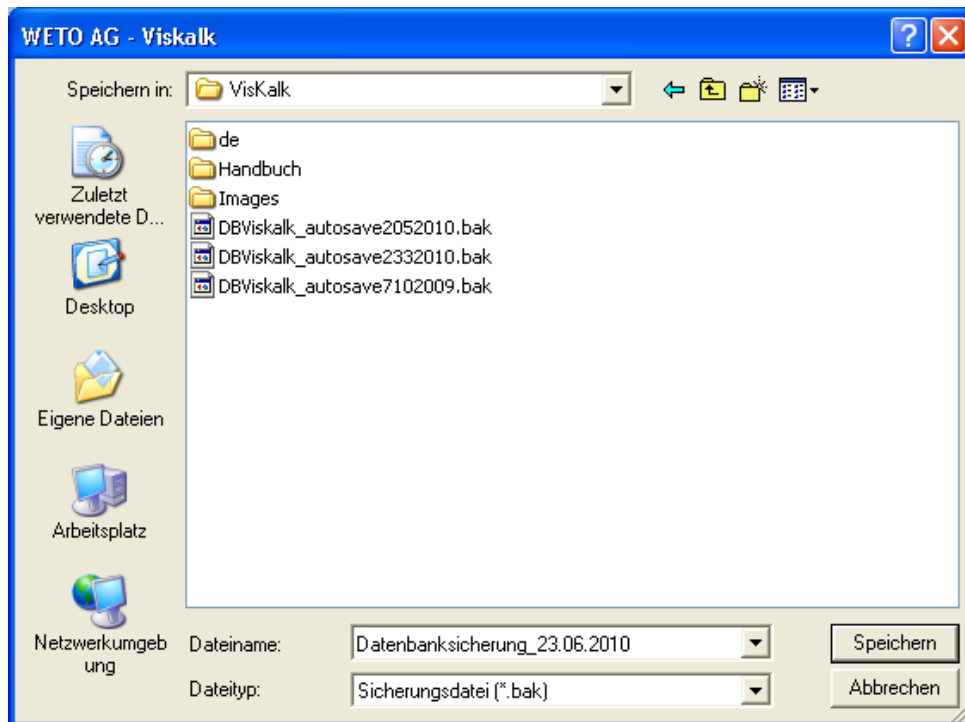 WETO AG - Viskalk
Speichern in:
VisKalk
Zuletzt
verwendete D...
Desktop
Eigene Dateien
Arbeitsplatz
Netzwerkumgeb
ung
de
Handbuch
Images
DBViskalk_autosave2052010.bak
DBViskalk_autosave2332010.bak
DBViskalk_autosave7102009.bak
Dateiname:
Datenbanksicherung_23.06.2010
Speichern
Dateityp:
Sicherungsdatei (*.bak)
Abbrechen